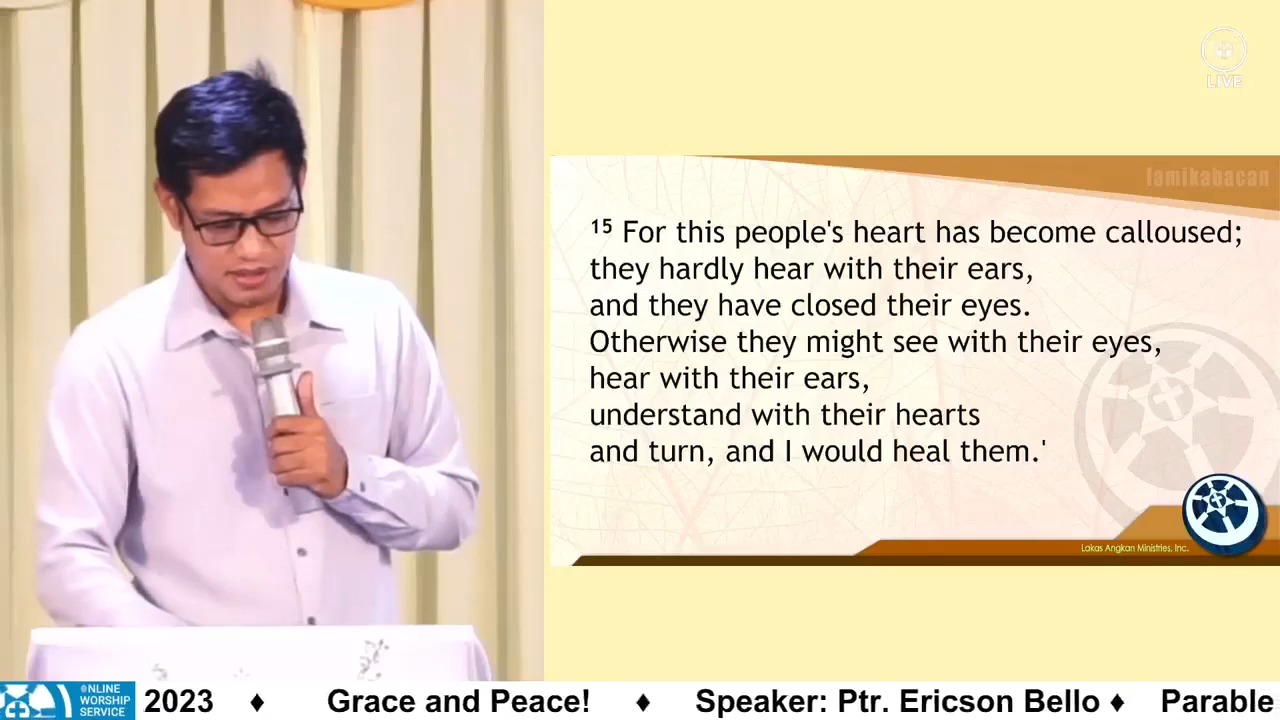 LIVE
lamikabacan
15 For this people's heart has become calloused;
they hardly hear with their ears,
and they have closed their eyes.
Otherwise they might see with their eyes,
hear with their ears,
understand with their hearts
and turn, and I would heal them.'
Lakas Angkan Ministries, Inc.
ONLINE
WORSHIP
SERVICE
2023 ♦ Grace and Peace! ♦ Speaker: Ptr. Ericson Bello ♦ Parable